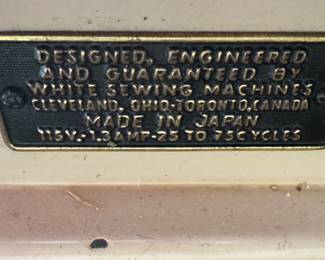 DESIGNED, ENGINEERED
AND GUARANTEED BY
WHITE SEWING MACHINES
CLEVELAND, OHIO-TORONTO, CANADA
MADE IN JAPAN
115V.-1.3AMP-25 TO 75CYCLES